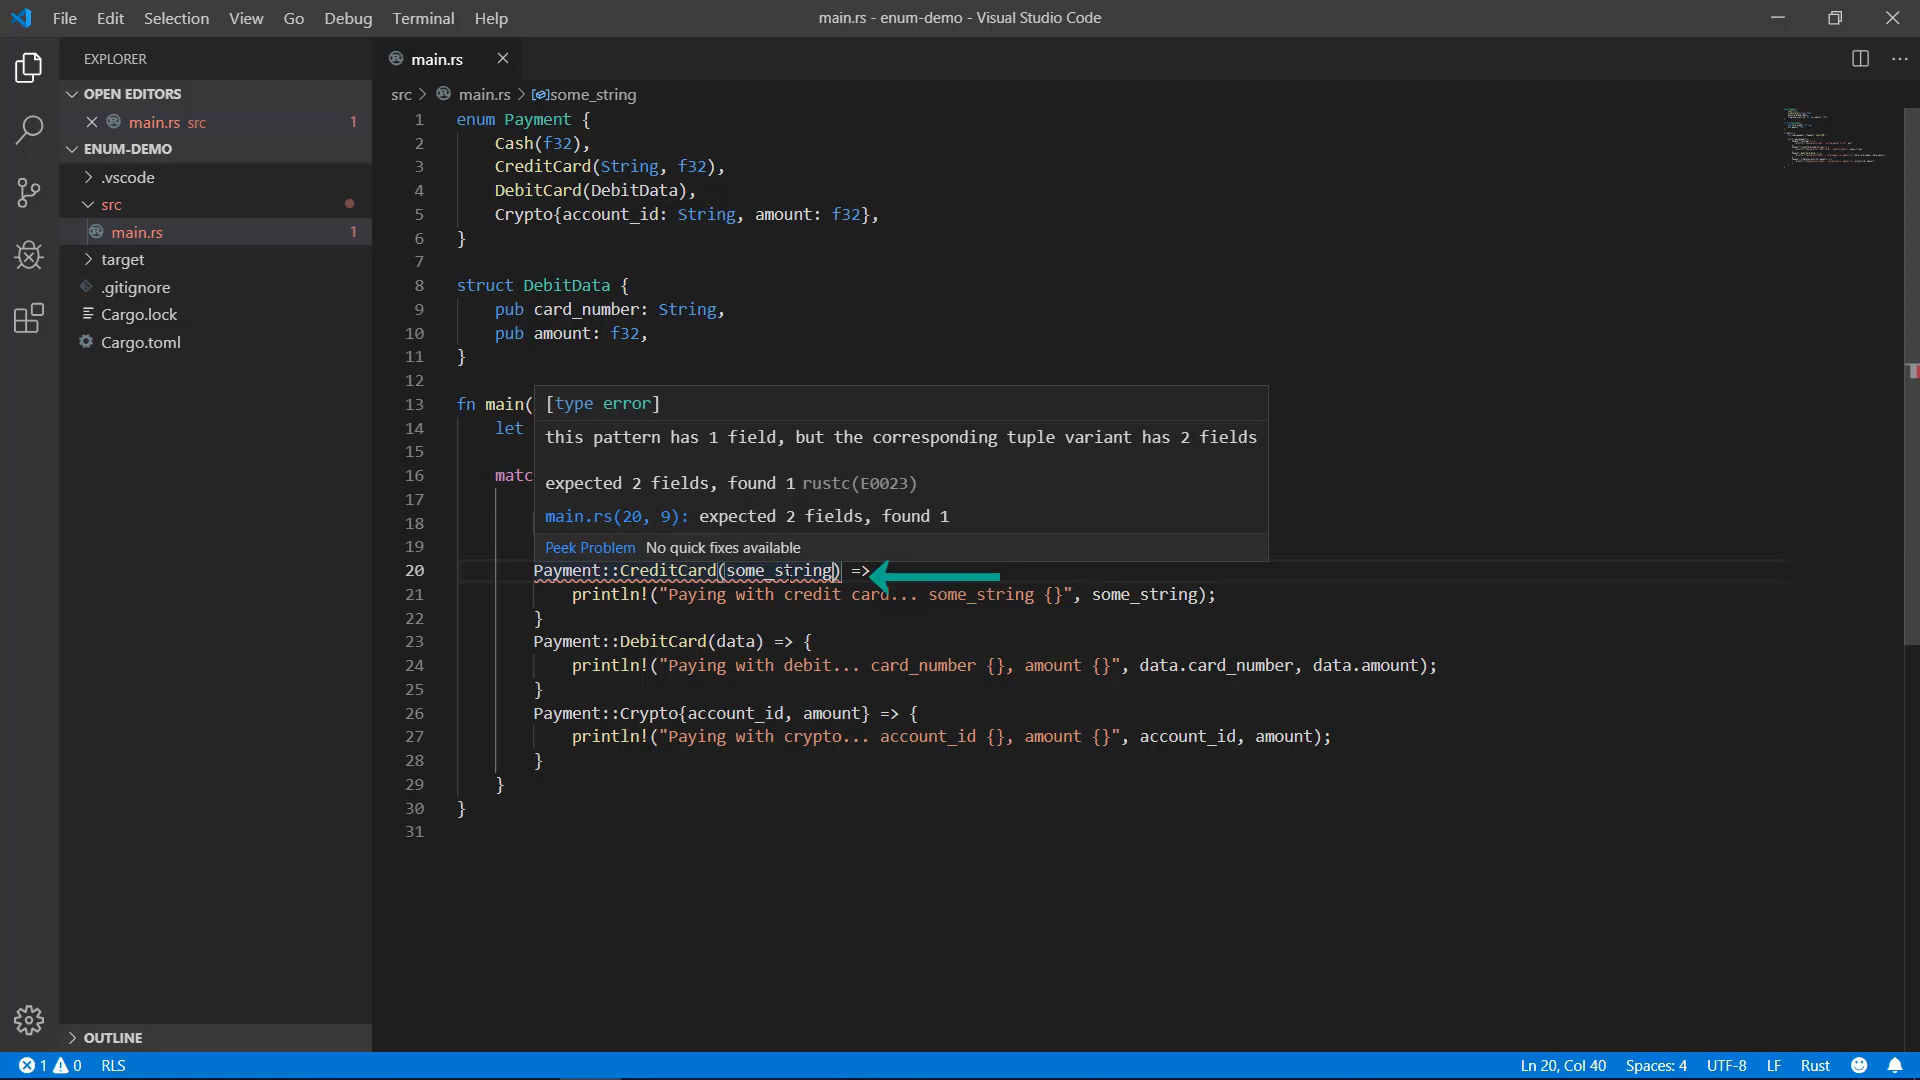 File Edit Selection View Go Debug Terminal Help
main.rs - enum-demo - Visual Studio Code
EXPLORER
OPEN EDITORS
main.rs src 1
ENUM-DEMO
.vscode
src
main.rs 1
target
.gitignore
Cargo.lock
Cargo.toml
OUTLINE
main.rs
src > main.rs > some_string
1 enum Payment {
2 Cash(f32),
3 CreditCard(String, f32),
4 DebitCard(DebitData),
5 Crypto{account_id: String, amount: f32},
6 }
7
8 struct DebitData {
9 pub card_number: String,
10 pub amount: f32,
11 }
12
13 fn main(
14 let
15
16 matc
17
18
19
[type error]
this pattern has 1 field, but the corresponding tuple variant has 2 fields
expected 2 fields, found 1 rustc(E0023)
main.rs(20, 9): expected 2 fields, found 1
Peek Problem No quick fixes available
20 Payment::CreditCard(some_string) =>
21 println!("Paying with credit card... some_string {}", some_string);
22 }
23 Payment::DebitCard(data) => {
24 println!("Paying with debit... card_number {}, amount {}", data.card_number, data.amount);
25 }
26 Payment::Crypto{account_id, amount} => {
27 println!("Paying with crypto... account_id {}, amount {}", account_id, amount);
28 }
29 }
30 }
31
1 0 RLS
Ln 20, Col 40 Spaces: 4 UTF-8 LF Rust